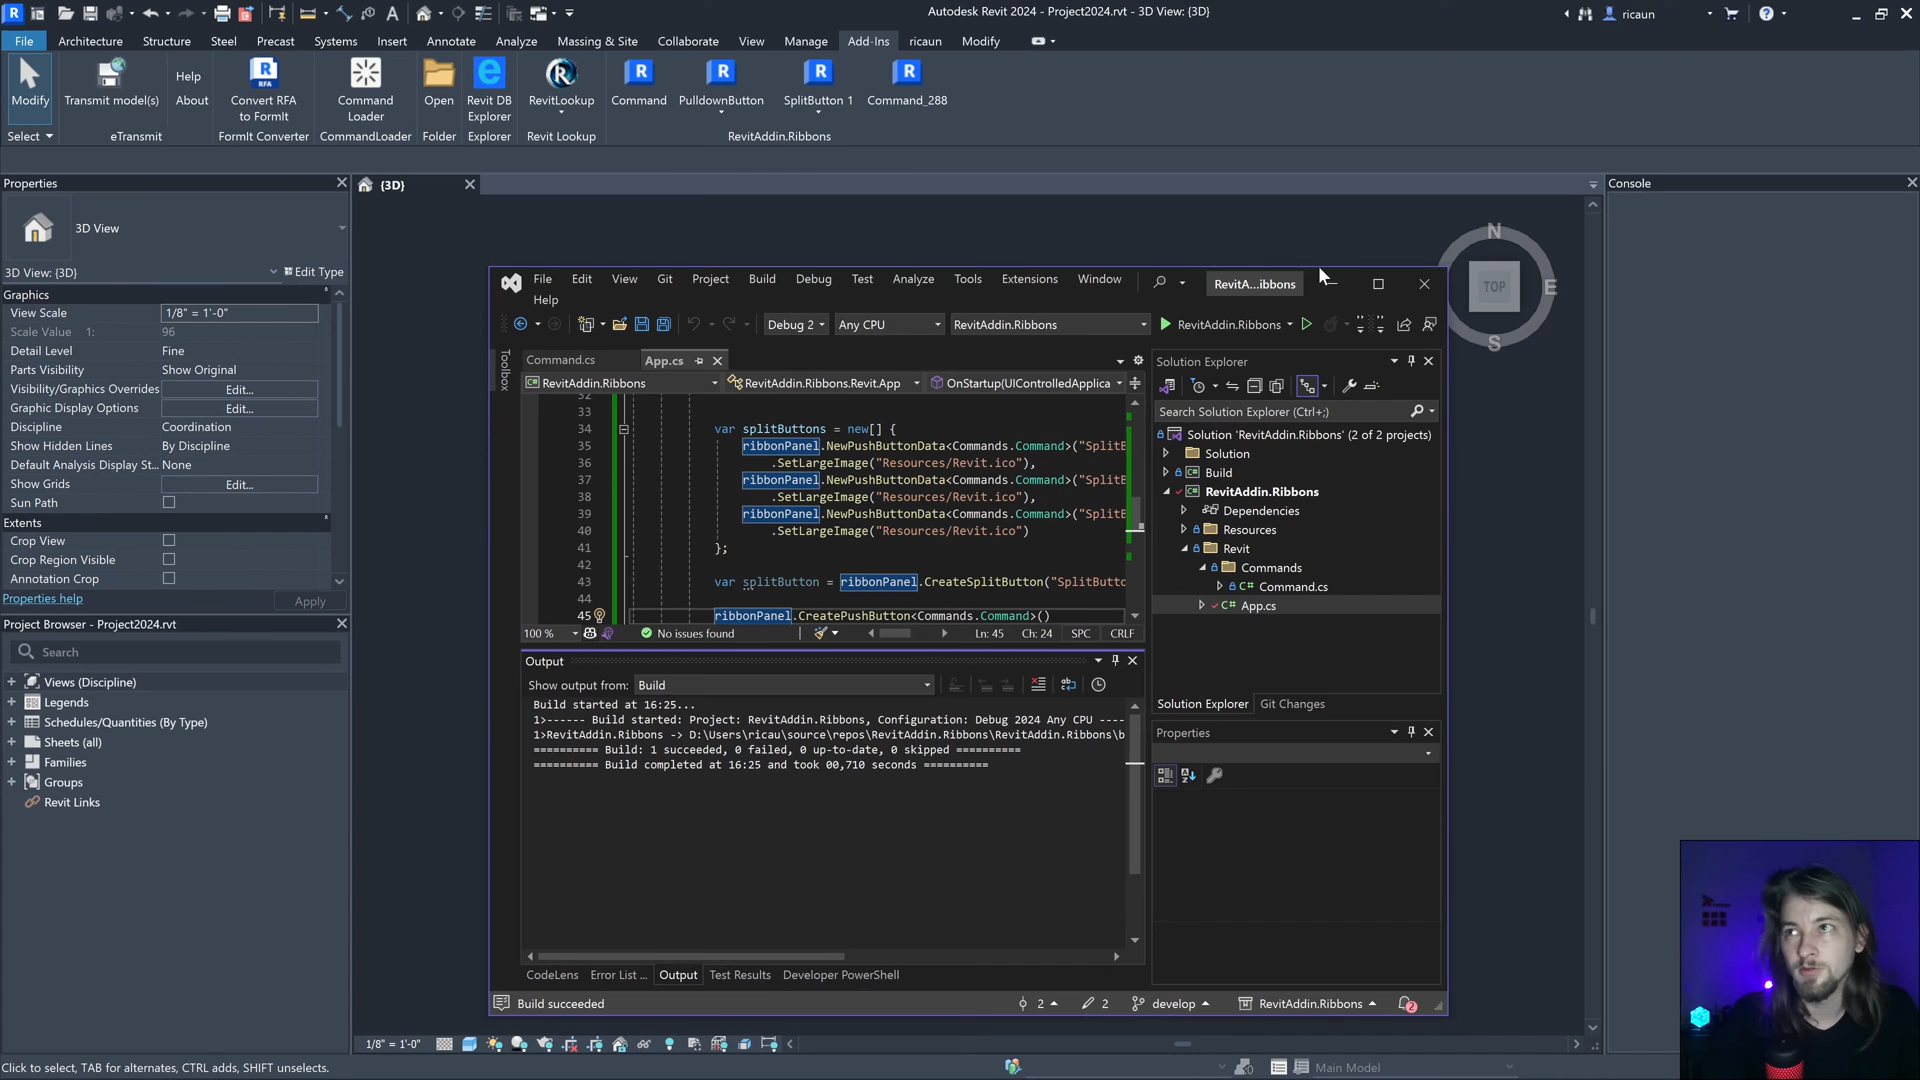 Autodesk Revit 2024 - Project2024.rvt - 3D View: {3D}
ricaun
File Architecture Structure Steel Precast Systems Insert Annotate Analyze Massing & Site Collaborate View Manage Add-Ins ricaun Modify
Modify
Select
Transmit model(s)
eTransmit
Help
About
Convert RFA to FormIt
FormIt Converter
Command Loader
CommandLoader
Open
Folder
Revit DB Explorer
Explorer
RevitLookup
Revit Lookup
Command
PulldownButton
SplitButton 1
Command_288
RevitAddin.Ribbons
Properties
3D View
3D View: {3D}
Edit Type
Graphics
View Scale 1/8" = 1'-0"
Scale Value 1: 96
Detail Level Fine
Parts Visibility Show Original
Visibility/Graphics Overrides Edit...
Graphic Display Options Edit...
Discipline Coordination
Show Hidden Lines By Discipline
Default Analysis Display St... None
Show Grids Edit...
Sun Path
Extents
Crop View
Crop Region Visible
Annotation Crop
Properties help
Apply
Project Browser - Project2024.rvt
Search
Views (Discipline)
Legends
Schedules/Quantities (By Type)
Sheets (all)
Families
Groups
Revit Links
{3D}
Console
N
TOP
E
S
File Edit View Git Project Build Debug Test Analyze Tools Extensions Window
Help
RevitA...ibbons
Debug 2 Any CPU RevitAddin.Ribbons RevitAddin.Ribbons
Toolbox
Command.cs App.cs
RevitAddin.Ribbons RevitAddin.Ribbons.Revit.App OnStartup(UIControlledApplica
32
33
34 var splitButtons = new[] {
35 ribbonPanel.NewPushButtonData<Commands.Command>("SplitB
36 .SetLargeImage("Resources/Revit.ico"),
37 ribbonPanel.NewPushButtonData<Commands.Command>("SplitB
38 .SetLargeImage("Resources/Revit.ico"),
39 ribbonPanel.NewPushButtonData<Commands.Command>("SplitB
40 .SetLargeImage("Resources/Revit.ico")
41 };
42
43 var splitButton = ribbonPanel.CreateSplitButton("SplitButto
44
45 ribbonPanel.CreatePushButton<Commands.Command>()
100 % No issues found Ln: 45 Ch: 24 SPC CRLF
Output
Show output from: Build
Build started at 16:25...
1>------ Build started: Project: RevitAddin.Ribbons, Configuration: Debug 2024 Any CPU ----
1>RevitAddin.Ribbons -> D:\Users\ricau\source\repos\RevitAddin.Ribbons\RevitAddin.Ribbons\b
========== Build: 1 succeeded, 0 failed, 0 up-to-date, 0 skipped ==========
========== Build completed at 16:25 and took 00,710 seconds ==========
CodeLens Error List ... Output Test Results Developer PowerShell
Build succeeded
2
2
develop
RevitAddin.Ribbons
2
Solution Explorer
Search Solution Explorer (Ctrl+;)
Solution 'RevitAddin.Ribbons' (2 of 2 projects)
Solution
Build
RevitAddin.Ribbons
Dependencies
Resources
Revit
Commands
Command.cs
App.cs
Solution Explorer Git Changes
Properties
1/8" = 1'-0"
Click to select, TAB for alternates, CTRL adds, SHIFT unselects.
:0
Main Model